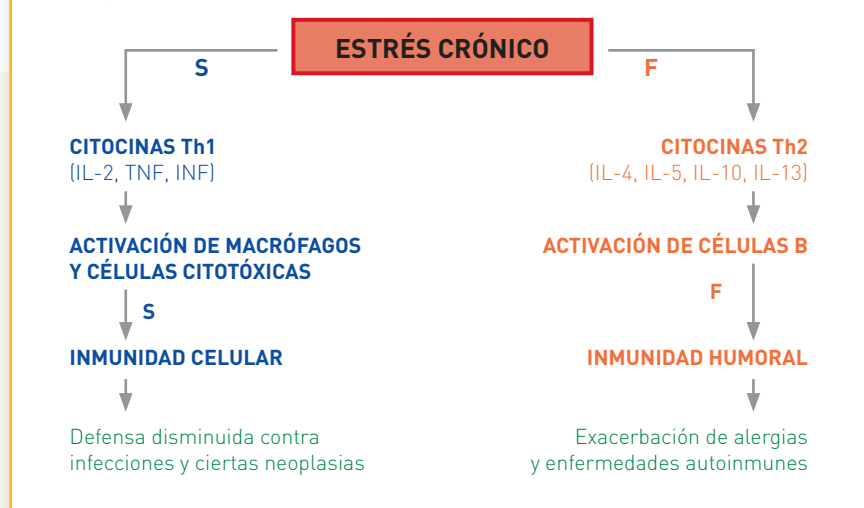 ESTRÉS CRÓNICO
S
F
CITOCINAS Th1
(IL-2, TNF, INF)
CITOCINAS Th2
(IL-4, IL-5, IL-10, IL-13)
ACTIVACIÓN DE MACRÓFAGOS
Y CÉLULAS CITOTÓXICAS
ACTIVACIÓN DE CÉLULAS B
S
F
INMUNIDAD CELULAR
INMUNIDAD HUMORAL
Defensa disminuida contra
infecciones y ciertas neoplasias
Exacerbación de alergias
y enfermedades autoinmunes